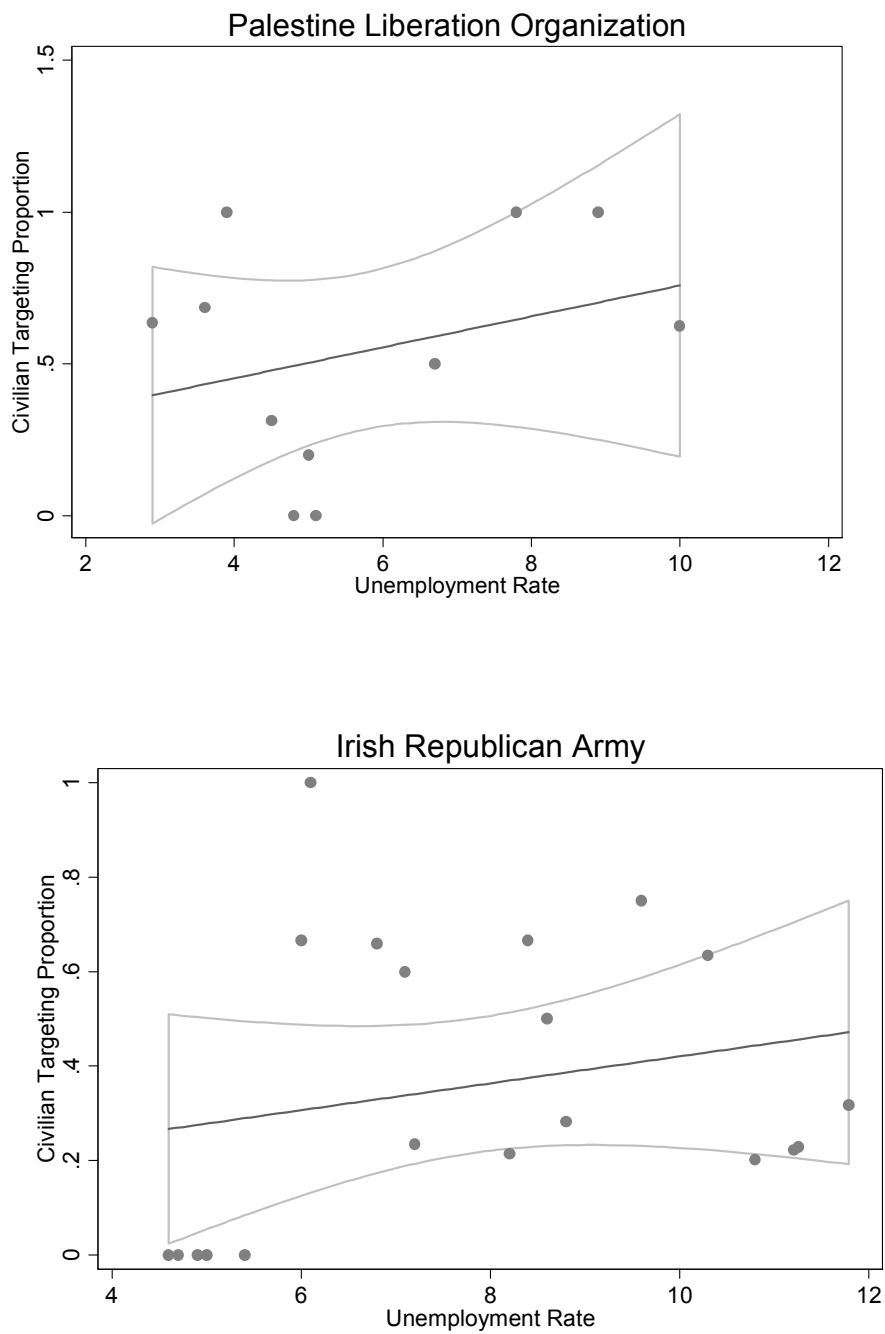 Palestine Liberation Organization
Civilian Targeting Proportion
1.5
1
.5
0
2 4 6 8 10 12
Unemployment Rate
Irish Republican Army
Civilian Targeting Proportion
1
.8
.6
.4
.2
0
4 6 8 10 12
Unemployment Rate